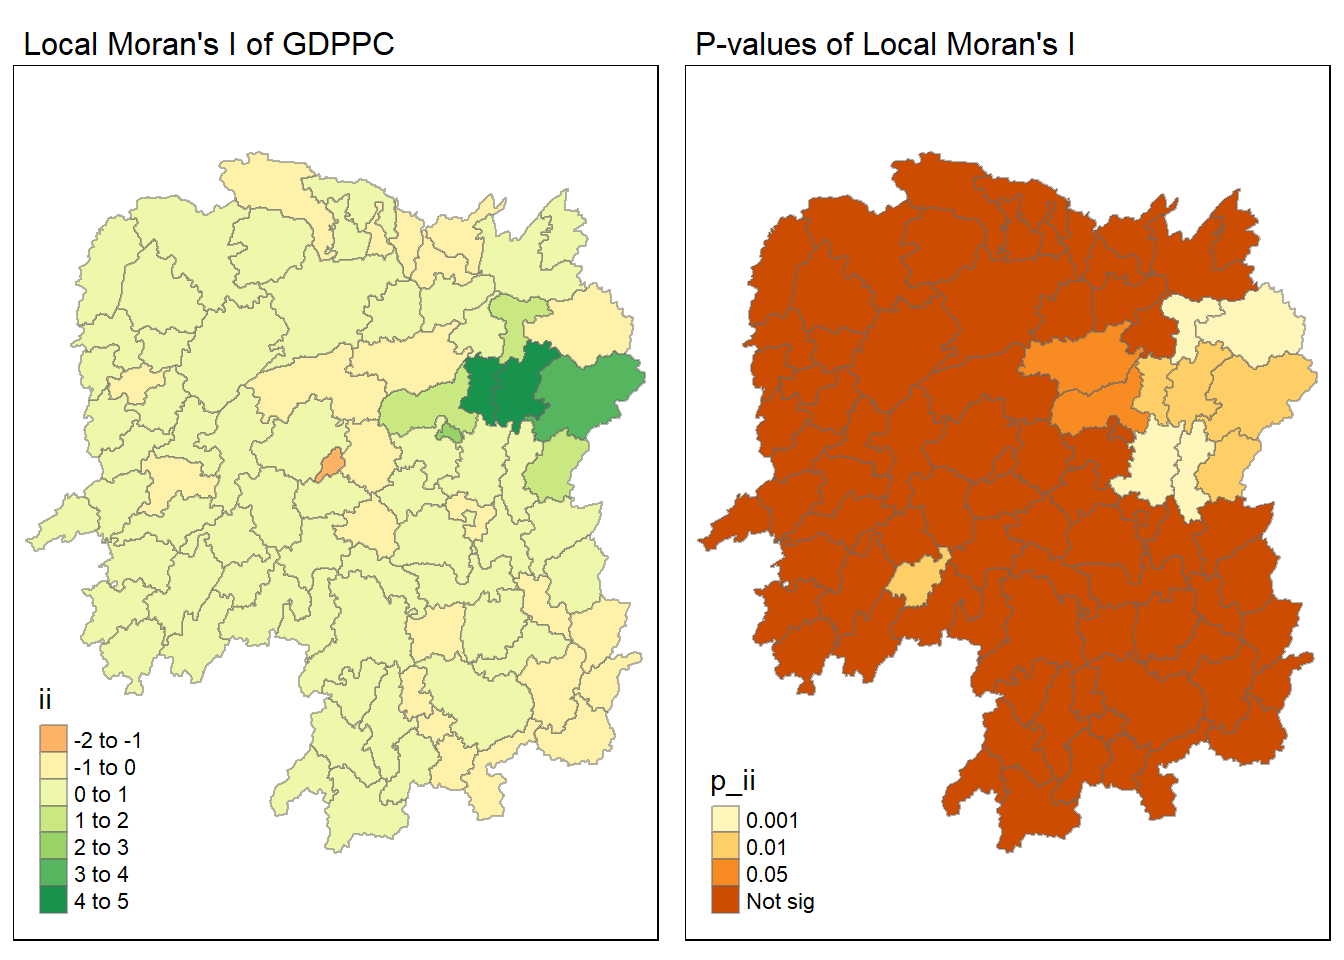 Local Moran's I of GDPPC
ii
-2 to -1
-1 to 0
0 to 1
1 to 2
2 to 3
3 to 4
4 to 5
P-values of Local Moran's I
p_ii
0.001
0.01
0.05
Not sig